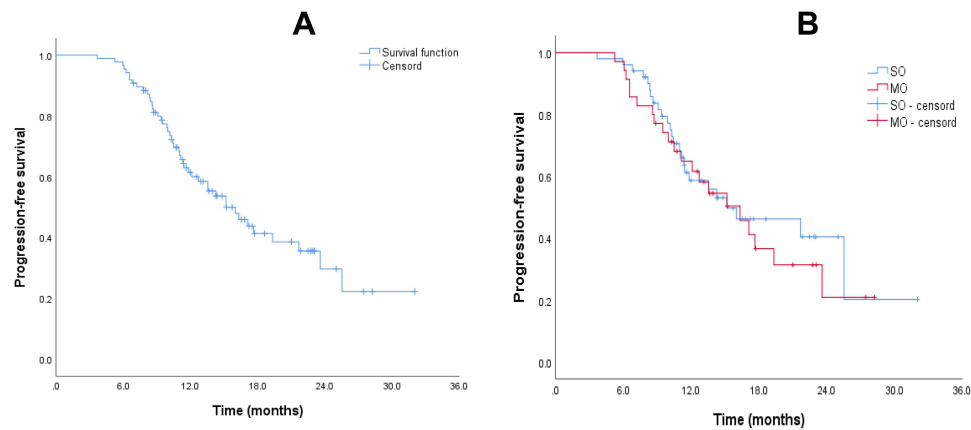 A
Survival function
Censord
1.0
0.8
0.6
0.4
0.2
0.0
Progression-free survival
.0
6.0
12.0
18.0
24.0
30.0
36.0
Time (months)
B
SO
MO
SO - censord
MO - censord
1.0
0.8
0.6
0.4
0.2
0.0
Progression-free survival
.0
6.0
12.0
18.0
24.0
30.0
36.0
Time (months)